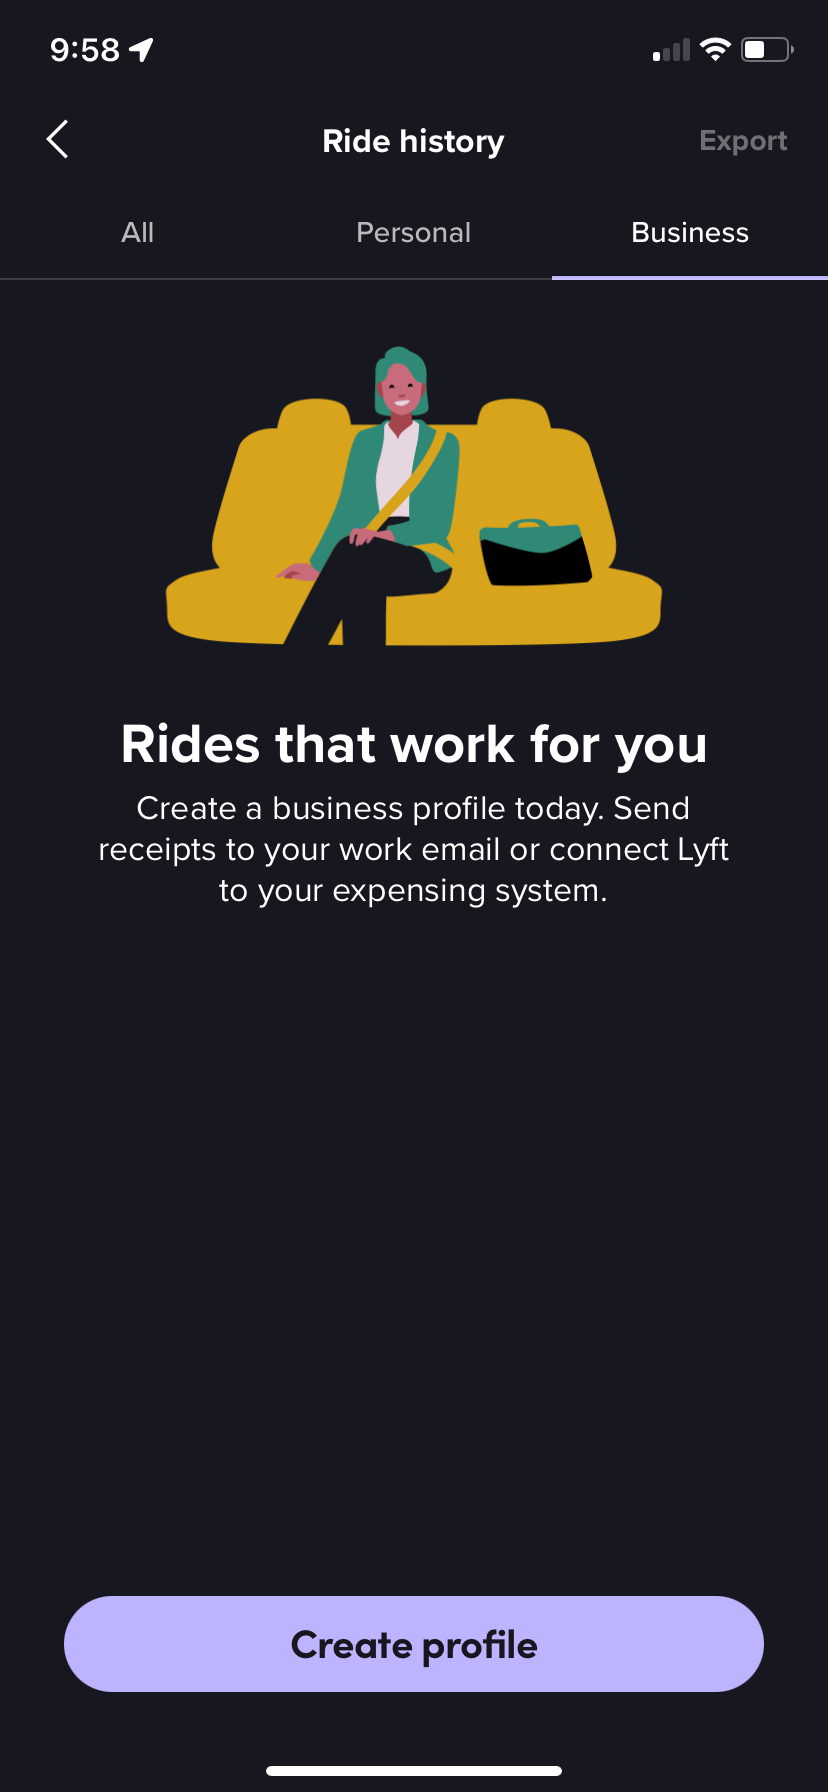 9:58
Ride history
Export
All
Personal
Business
Rides that work for you
Create a business profile today. Send
receipts to your work email or connect Lyft
to your expensing system.
Create profile